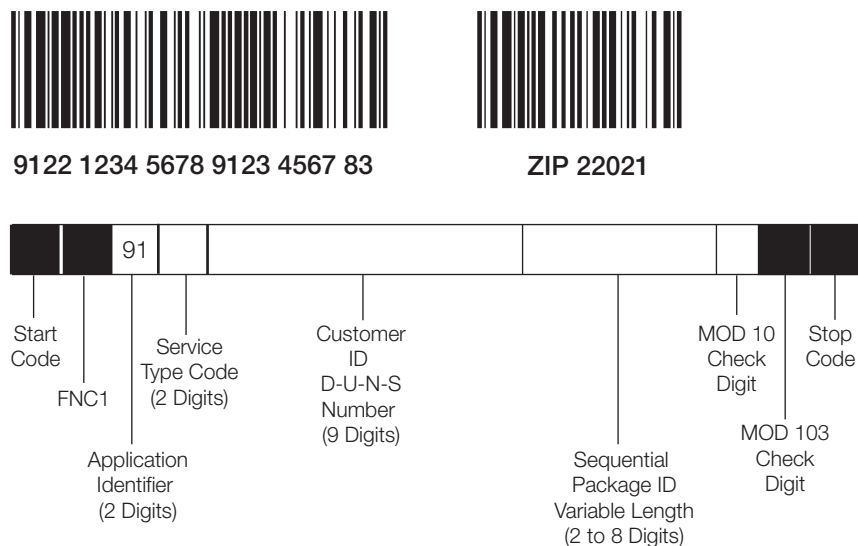 9122 1234 5678 9123 4567 83
ZIP 22021
91
Start
Code
FNC1
Application
Identifier
(2 Digits)
Service
Type Code
(2 Digits)
Customer
ID
D-U-N-S
Number
(9 Digits)
Sequential
Package ID
Variable Length
(2 to 8 Digits)
MOD 10
Check
Digit
MOD 103
Check
Digit
Stop
Code